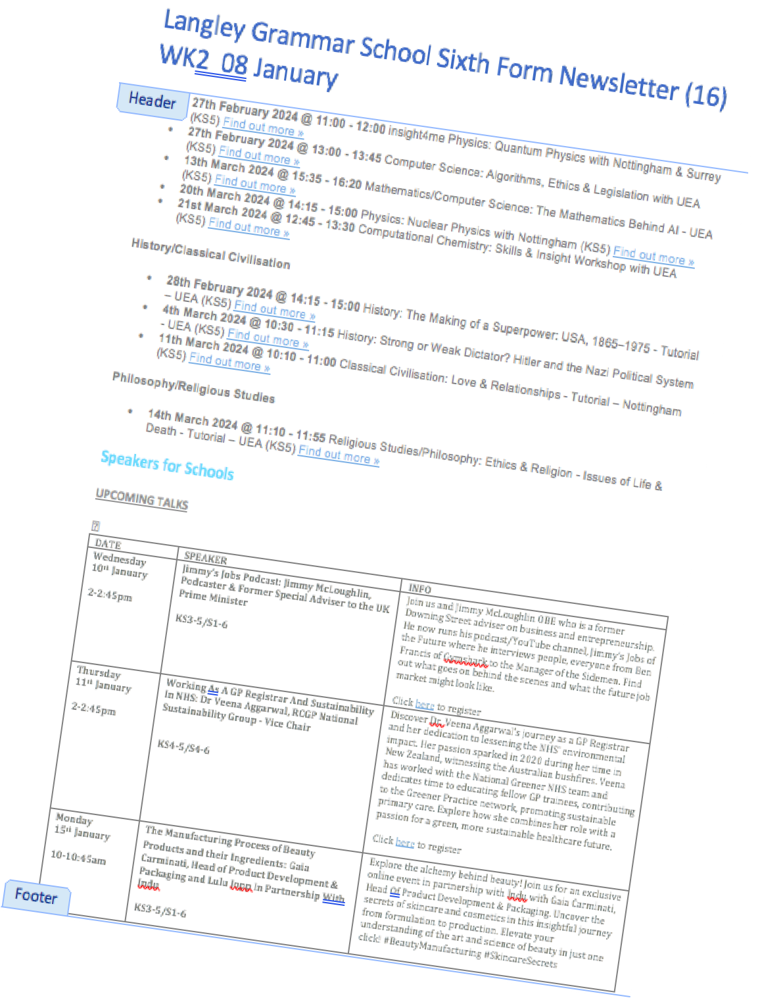 Langley Grammar School Sixth Form Newsletter (16)
WK2 08 January
Header
27th February 2024 @ 11:00 - 12:00 insight4me Physics: Quantum Physics with Nottingham & Surrey
(KS5) Find out more »
• 27th February 2024 @ 13:00 - 13:45 Computer Science: Algorithms, Ethics & Legislation with UEA
(KS5) Find out more »
• 13th March 2024 @ 15:35 - 16:20 Mathematics/Computer Science: The Mathematics Behind AI - UEA
(KS5) Find out more »
• 20th March 2024 @ 14:15 - 15:00 Physics: Nuclear Physics with Nottingham (KS5) Find out more »
• 21st March 2024 @ 12:45 - 13:30 Computational Chemistry: Skills & Insight Workshop with UEA
(KS5) Find out more »
History/Classical Civilisation
• 28th February 2024 @ 14:15 - 15:00 History: The Making of a Superpower: USA, 1865–1975 - Tutorial
– UEA (KS5) Find out more »
• 4th March 2024 @ 10:30 - 11:15 History: Strong or Weak Dictator? Hitler and the Nazi Political System
- UEA (KS5) Find out more »
• 11th March 2024 @ 10:10 - 11:00 Classical Civilisation: Love & Relationships - Tutorial – Nottingham
(KS5) Find out more »
Philosophy/Religious Studies
• 14th March 2024 @ 11:10 - 11:55 Religious Studies/Philosophy: Ethics & Religion - Issues of Life &
Death - Tutorial – UEA (KS5) Find out more »
Speakers for Schools
UPCOMING TALKS
DATE
SPEAKER
INFO
Wednesday
10th January
2-2:45pm
Jimmy's Jobs Podcast: Jimmy McLoughlin,
Podcaster & Former Special Adviser to the UK
Prime Minister
KS3-5/S1-6
Join us and Jimmy McLoughlin OBE who is a former
Downing Street adviser on business and entrepreneurship.
He now runs his podcast/YouTube channel, Jimmy's Jobs of
the Future where he interviews people, everyone from Ben
Francis of Gymshark to the Manager of the Sidemen. Find
out what goes on behind the scenes and what the future job
market might look like.
Click here to register
Thursday
11th January
2-2:45pm
Working As A GP Registrar And Sustainability
In NHS: Dr Veena Aggarwal, RCGP National
Sustainability Group - Vice Chair
KS4-5/S4-6
Discover Dr. Veena Aggarwal's journey as a GP Registrar
and her dedication to lessening the NHS' environmental
impact. Her passion sparked in 2020 during her time in
New Zealand, witnessing the Australian bushfires. Veena
has worked with the National Greener NHS team and
dedicates time to educating fellow GP trainees, contributing
to the Greener Practice network, promoting sustainable
primary care. Explore how she combines her role with a
passion for a green, more sustainable healthcare future.
Click here to register
Monday
15th January
10-10:45am
The Manufacturing Process of Beauty
Products and their Ingredients: Gaia
Carminati, Head of Product Development &
Packaging and Lulu Jopp In Partnership With
Indu
KS3-5/S1-6
Explore the alchemy behind beauty! Join us for an exclusive
online event in partnership with Indu with Gaia Carminati,
Head Of Product Development & Packaging. Uncover the
secrets of skincare and cosmetics in this insightful journey
from formulation to production. Elevate your
understanding of the art and science of beauty in just one
click! #BeautyManufacturing #SkincareSecrets
Footer